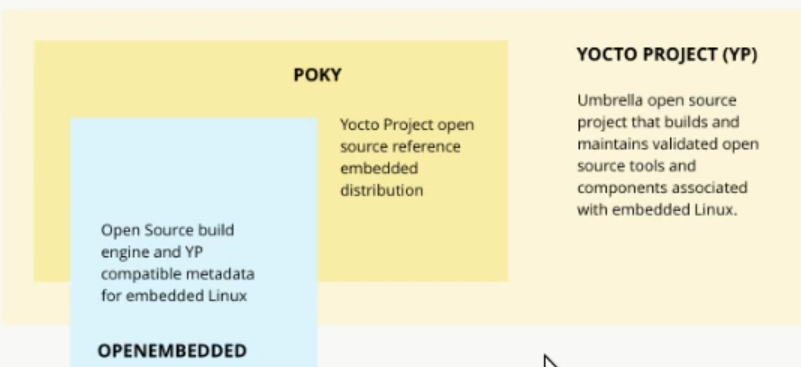 POKY
Yocto Project open
source reference
embedded
distribution
Open Source build
engine and YP
compatible metadata
for embedded Linux
OPENEMBEDDED
YOCTO PROJECT (YP)
Umbrella open source
project that builds and
maintains validated open
source tools and
components associated
with embedded Linux.